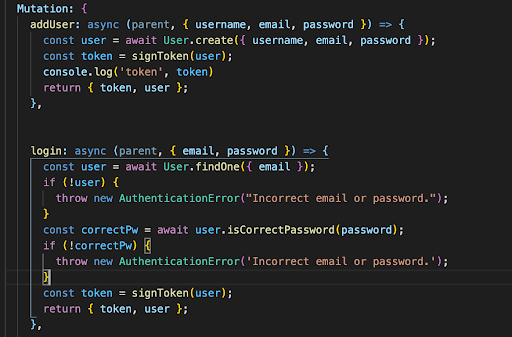 Mutation: {
addUser: async (parent, { username, email, password }) => {
const user = await User.create({ username, email, password });
const token = signToken(user);
console.log('token', token)
return { token, user };
},
login: async (parent, { email, password }) => {
const user = await User.findOne({ email });
if (!user) {
throw new AuthenticationError("Incorrect email or password.");
}
const correctPw = await user.isCorrectPassword(password);
if (!correctPw) {
throw new AuthenticationError('Incorrect email or password.');
}
const token = signToken(user);
return { token, user };
},